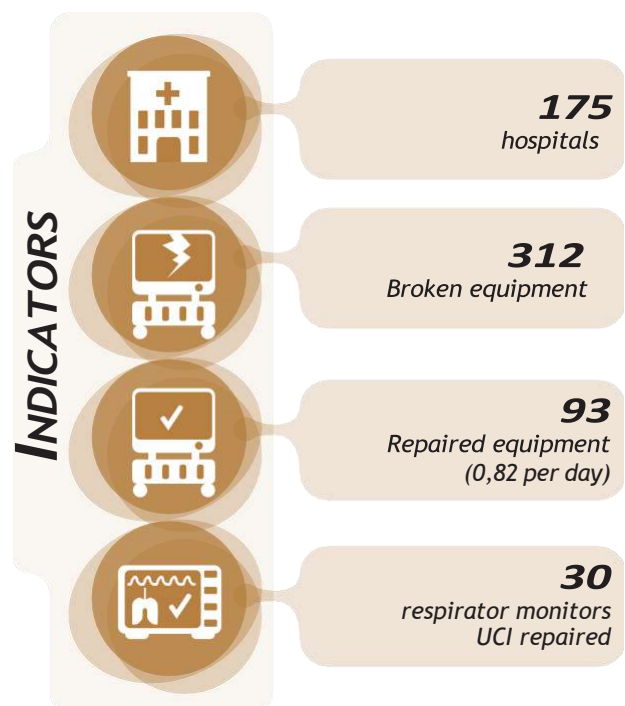 INDICATORS
175
hospitals
312
Broken equipment
93
Repaired equipment
(0,82 per day)
30
respirator monitors
UCI repaired